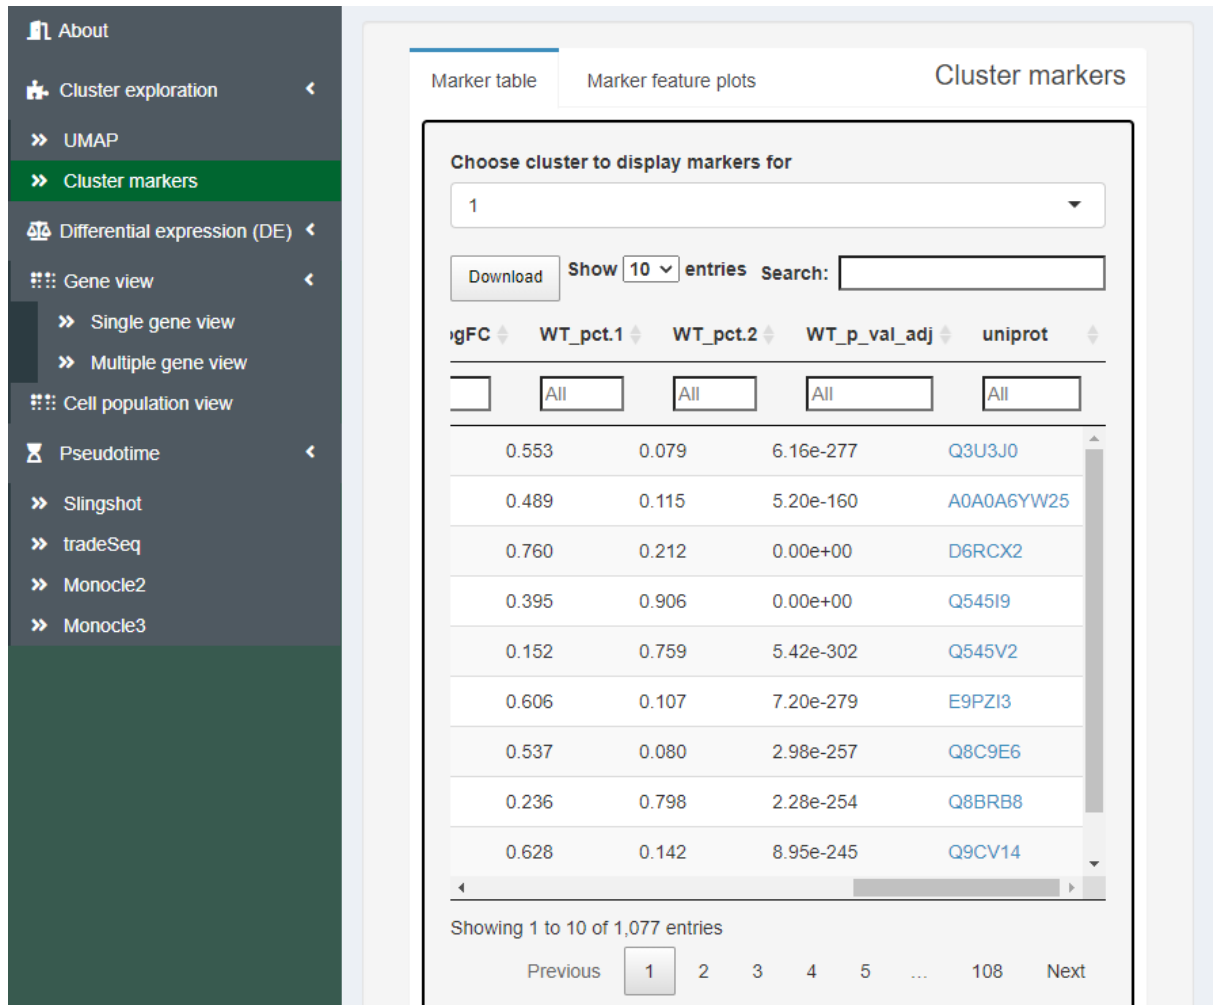 About
Cluster exploration
UMAP
Cluster markers
Differential expression (DE)
Gene view
Single gene view
Multiple gene view
Cell population view
Pseudotime
Slingshot
tradeSeq
Monocle2
Monocle3
Marker table Marker feature plots Cluster markers
Choose cluster to display markers for
1
Download Show 10 entries Search:
ogFC WT_pct.1 WT_pct.2 WT_p_val_adj uniprot
All All All All
0.553 0.079 6.16e-277 Q3U3J0
0.489 0.115 5.20e-160 A0A0A6YW25
0.760 0.212 0.00e+00 D6RCX2
0.395 0.906 0.00e+00 Q545I9
0.152 0.759 5.42e-302 Q545V2
0.606 0.107 7.20e-279 E9PZI3
0.537 0.080 2.98e-257 Q8C9E6
0.236 0.798 2.28e-254 Q8BRB8
0.628 0.142 8.95e-245 Q9CV14
Showing 1 to 10 of 1,077 entries
Previous 1 2 3 4 5 … 108 Next